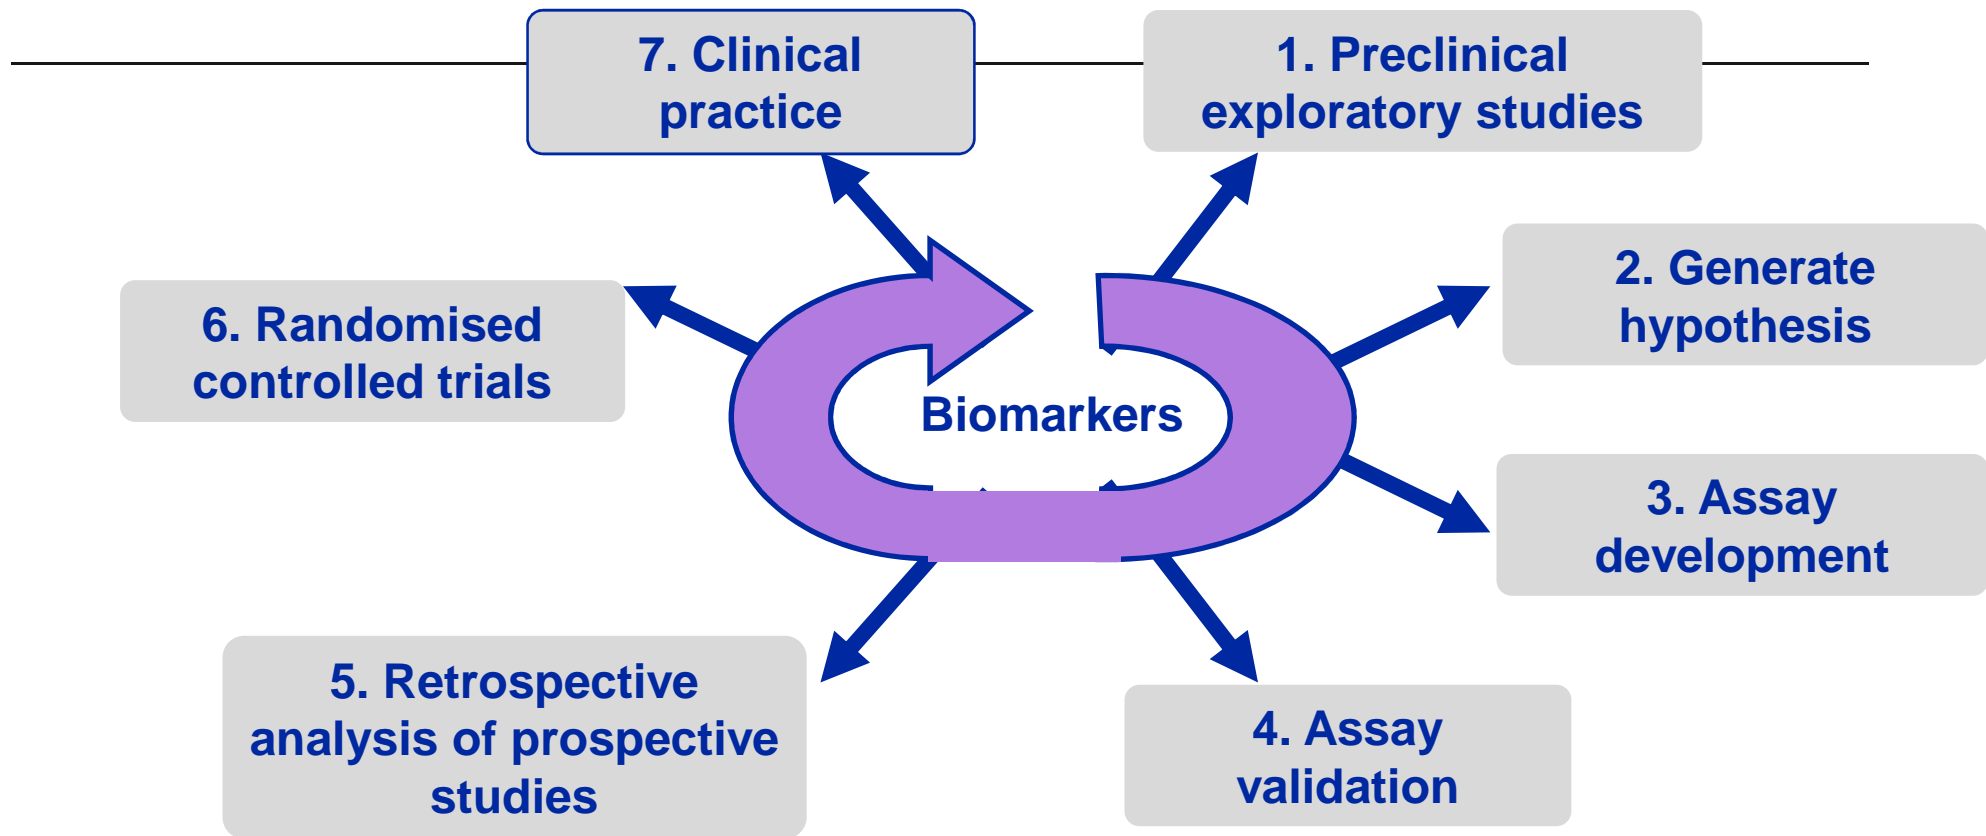 7. Clinical
practice
1. Preclinical
exploratory studies
2. Generate
hypothesis
6. Randomised
controlled trials
Biomarkers
3. Assay
development
5. Retrospective
analysis of prospective
studies
4. Assay
validation